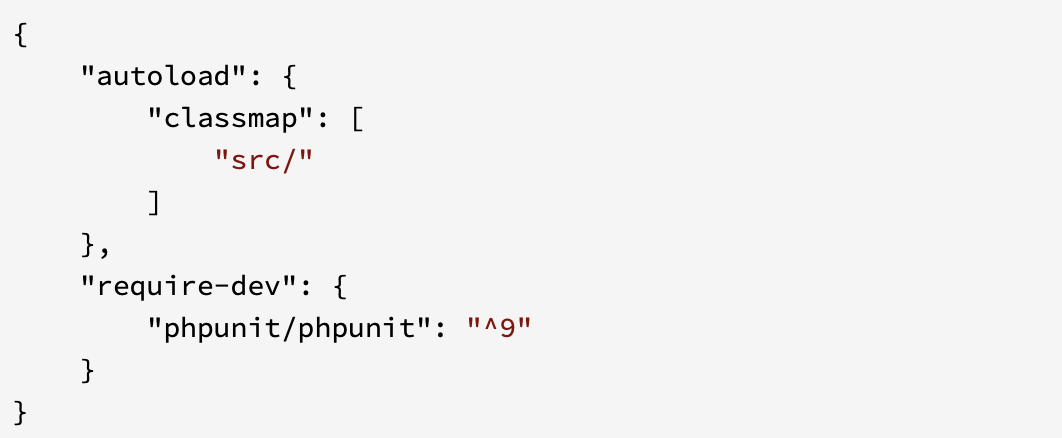 {
    "autoload": {
        "classmap": [
            "src/"
        ]
    },
    "require-dev": {
        "phpunit/phpunit": "^9"
    }
}